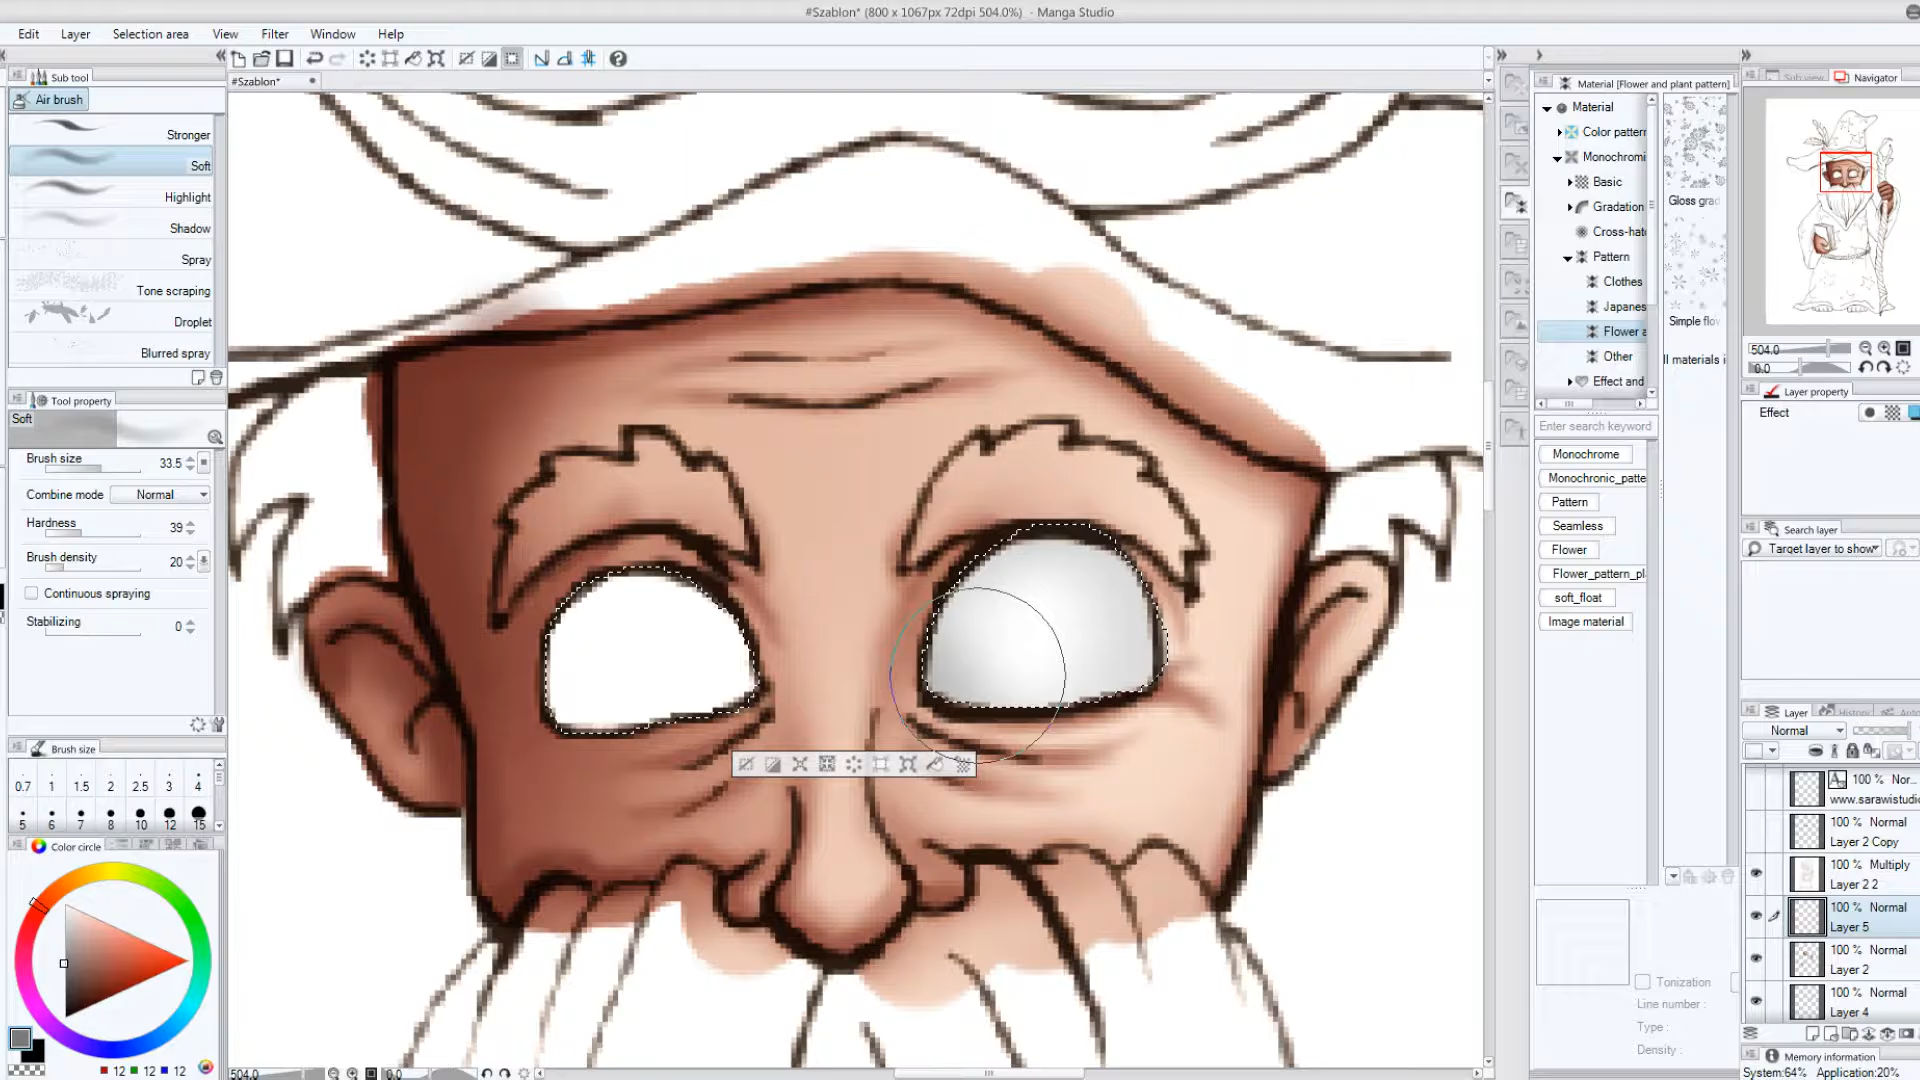 #Szablon* (800 x 1067px 72dpi 504.0%) - Manga Studio
Edit Layer Selection area View Filter Window Help
Sub tool
#Szablon*
Air brush
Stronger
Soft
Highlight
Shadow
Spray
Tone scraping
Droplet
Blurred spray
Tool property
Soft
Brush size 33.5
Combine mode Normal
Hardness 39
Brush density 20
Continuous spraying
Stabilizing 0
Brush size
0.7 1 1.5 2 2.5 3 4
5 6 7 8 10 12 15
Color circle
12 12 12
504.0 0.0
Material [Flower and plant pattern]
Material
Color pattern
Monochromi
Basic
Gradation
Cross-hat
Pattern
Clothes
Japanes
Flower a
Other
Effect and
Gloss grad
Simple flov
ll materials i
Enter search keyword
Monochrome
Monochronic_patte
Pattern
Seamless
Flower
Flower_pattern_pl
soft_float
Image material
Tonization
Line number :
Type :
Density :
Sub view Navigator
504.0
0.0
Layer property
Effect
Search layer
Target layer to show
Layer History Auto
Normal
100 % Nor...
www.sarawistudio
100 % Normal
Layer 2 Copy
100 % Multiply
Layer 2 2
100 % Normal
Layer 5
100 % Normal
Layer 2
100 % Normal
Layer 4
Memory information
System:64% Application:20%